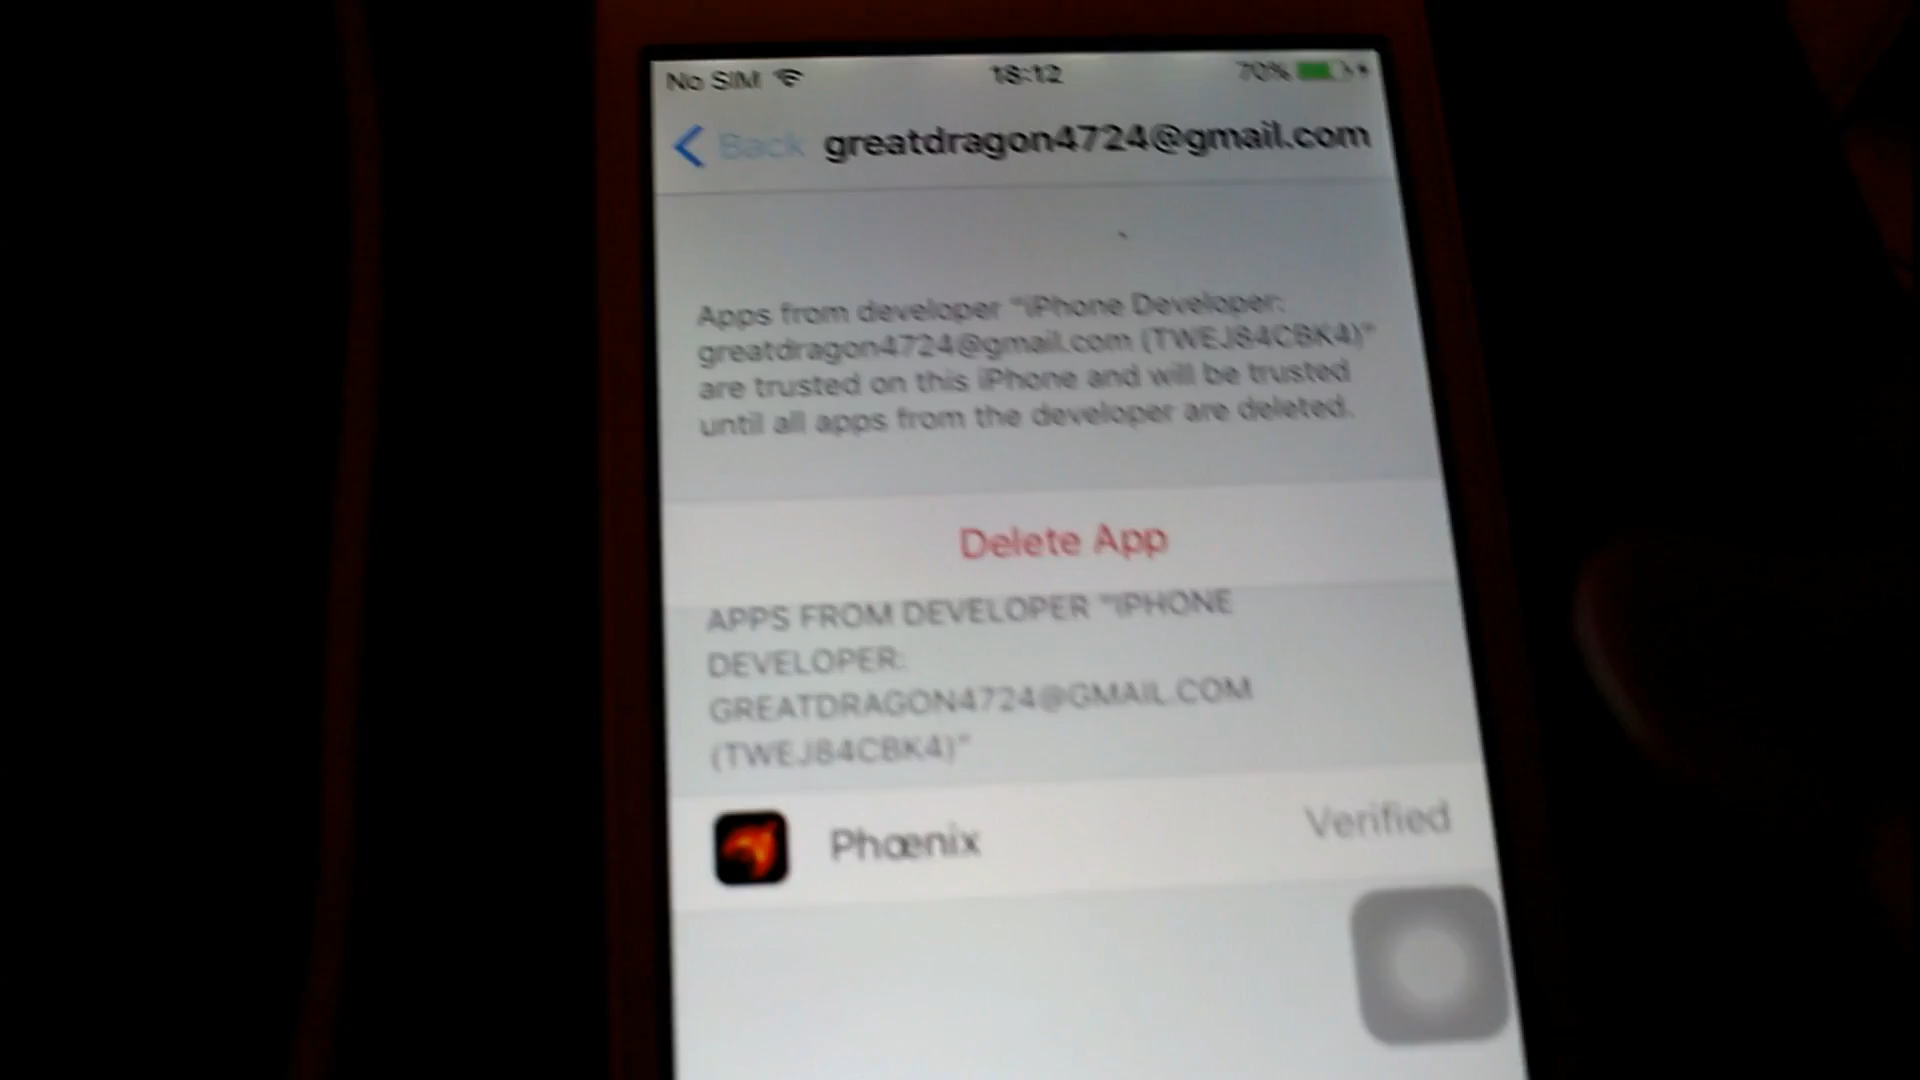 No SIM 18:12 70%
Back greatdragon4724@gmail.com
Apps from developer "iPhone Developer:
greatdragon4724@gmail.com (TWEJ84CBK4)"
are trusted on this iPhone and will be trusted
until all apps from the developer are deleted.
Delete App
APPS FROM DEVELOPER "IPHONE
DEVELOPER:
GREATDRAGON4724@GMAIL.COM
(TWEJ84CBK4)"
Phœnix Verified